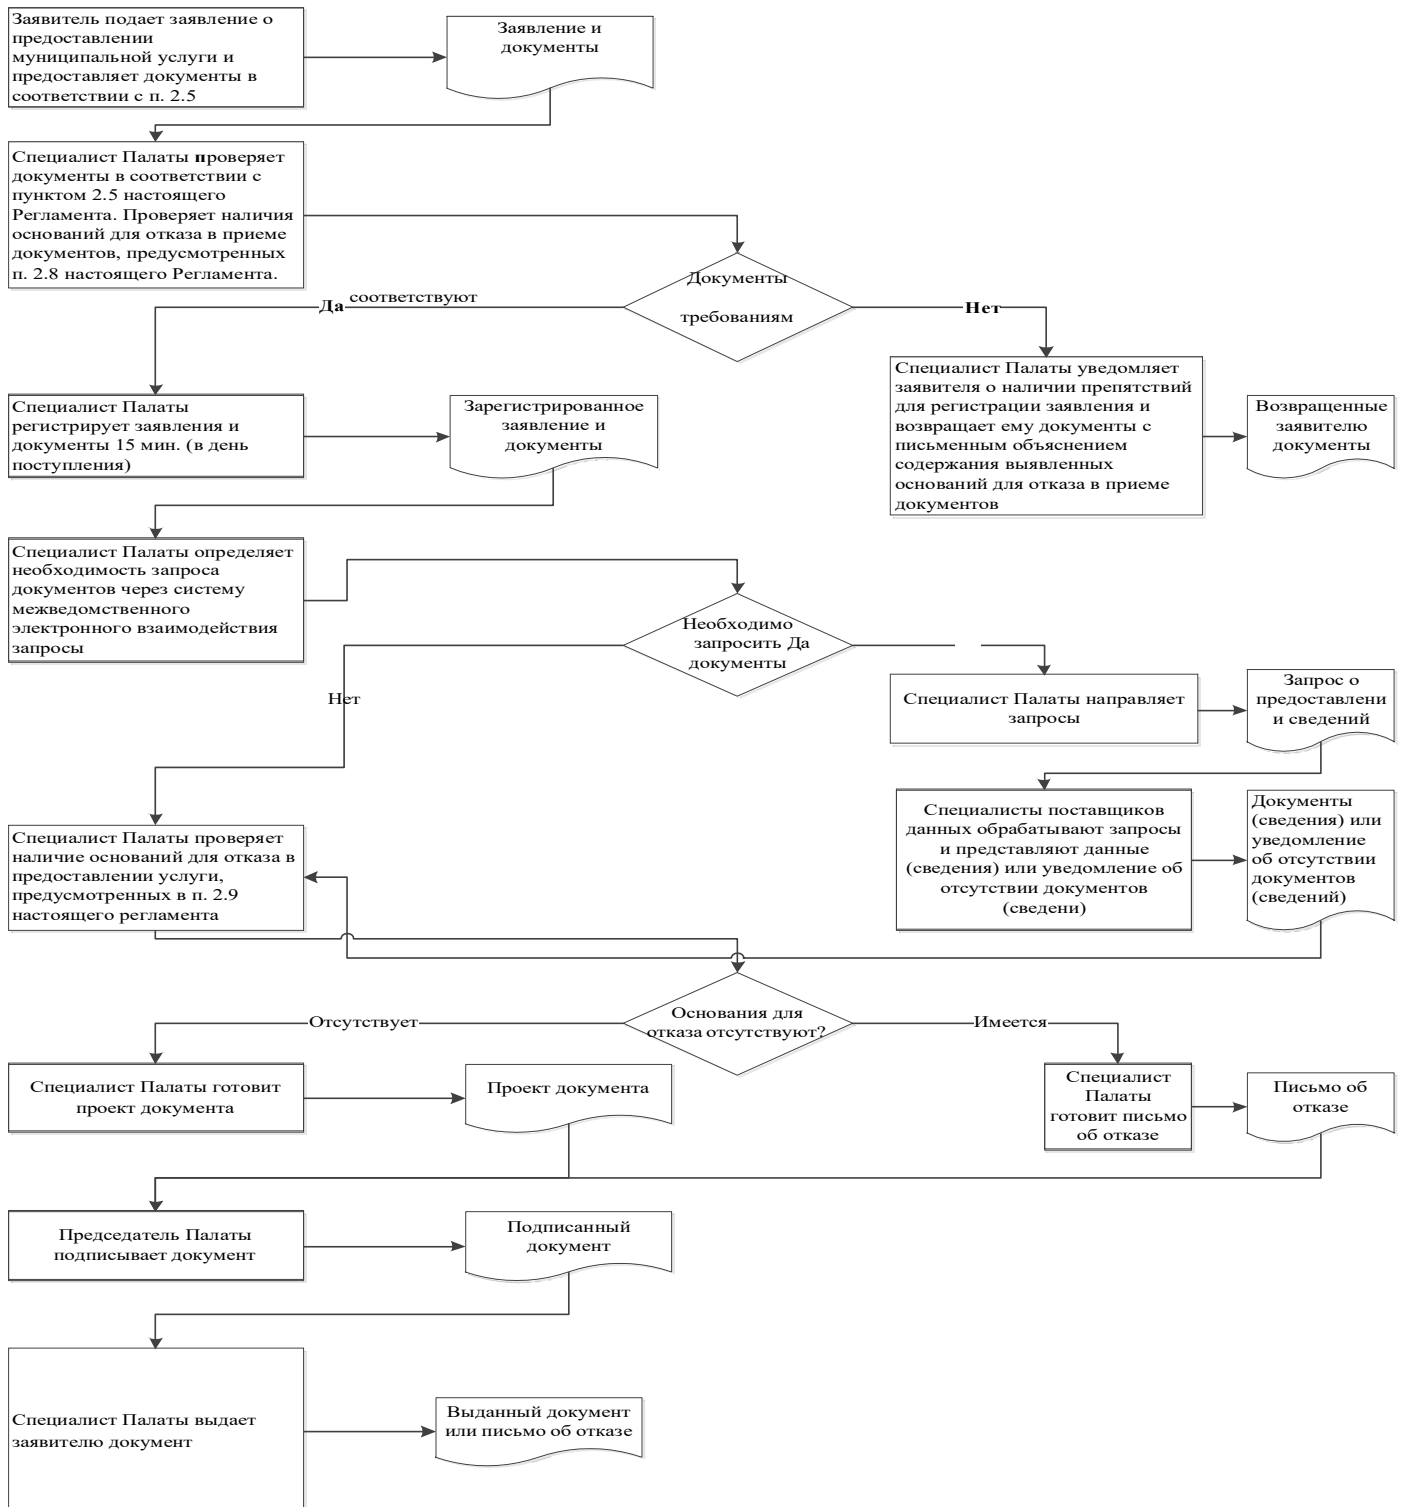 Заявитель подает заявление о
предоставлении
муниципальной услуги и
предоставляет документы в
соответствии с п. 2.5
Заявление и
документы
Специалист Палаты проверяет
документы в соответствии с
пунктом 2.5 настоящего
Регламента. Проверяет наличия
оснований для отказа в приеме
документов, предусмотренных
п. 2.8 настоящего Регламента.
Документы
требованиям
Да
соответствуют
Нет
Специалист Палаты
регистрирует заявления и
документы 15 мин. (в день
поступления)
Зарегистрированное
заявление и
документы
Специалист Палаты уведомляет
заявителя о наличии препятствий
для регистрации заявления и
возвращает ему документы с
письменным объяснением
содержания выявленных
оснований для отказа в приеме
документов
Возвращенные
заявителю
документы
Специалист Палаты определяет
необходимость запроса
документов через систему
межведомственного
электронного взаимодействия
запросы
Необходимо
запросить Да
документы
Нет
Специалист Палаты направляет
запросы
Запрос о
предоставлени
и сведений
Специалисты поставщиков
данных обрабатывают запросы
и представляют данные
(сведения) или уведомление об
отсутствии документов
(сведени)
Документы
(сведения) или
уведомление
об отсутствии
документов
(сведений)
Специалист Палаты проверяет
наличие оснований для отказа в
предоставлении услуги,
предусмотренных в п. 2.9
настоящего регламента
Основания для
отказа отсутствуют?
Отсутствует
Имеется
Специалист Палаты готовит
проект документа
Проект документа
Специалист
Палаты
готовит письмо
об отказе
Письмо об
отказе
Председатель Палаты
подписывает документ
Подписанный
документ
Специалист Палаты выдает
заявителю документ
Выданный документ
или письмо об отказе